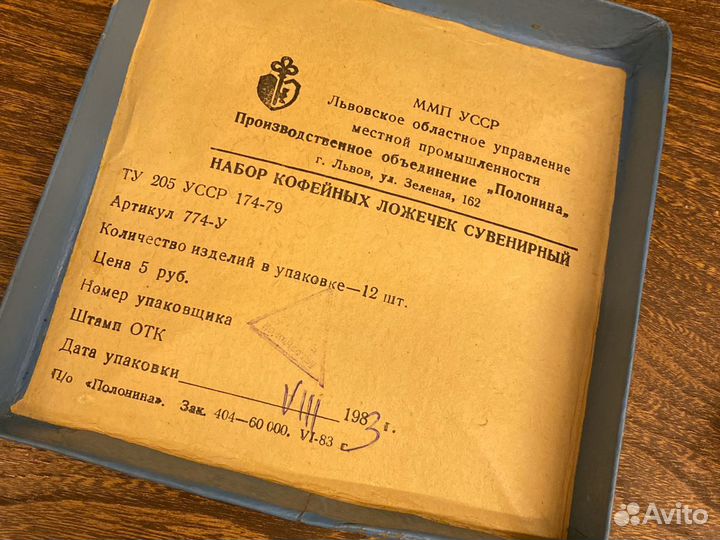 ММП УССР
Львовское областное управление
местной промышленности
Производственное объединение „Полонина„
г. Львов, ул. Зеленая, 162
НАБОР КОФЕЙНЫХ ЛОЖЕЧЕК СУВЕНИРНЫЙ
ТУ 205 УССР 174-79
Артикул 774-У
Количество изделий в упаковке—12 шт.
Цена 5 руб.
Номер упаковщика
Штамп ОТК
Дата упаковки VIII 1983 г.
П/о «Полонина». Зак. 404—60 000. VI-83 г.
Avito